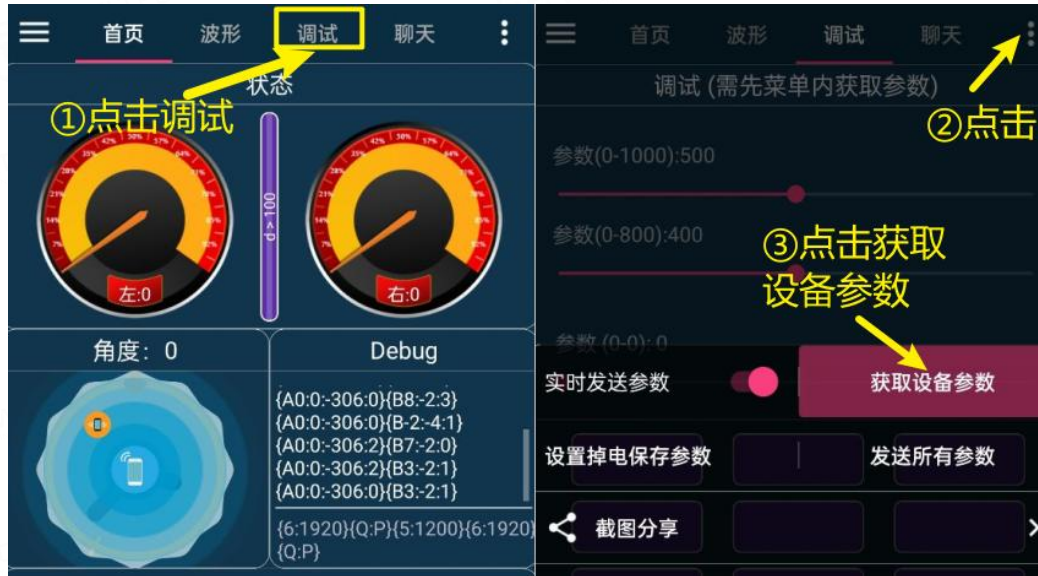 首页 波形 调试 聊天
状态
①点击调试
d > 100
左:0
右:0
角度: 0
Debug
{A0:0:-306:0}{B8:-2:3}
{A0:0:-306:0}{B-2:-4:1}
{A0:0:-306:2}{B7:-2:0}
{A0:0:-306:2}{B3:-2:1}
{A0:0:-306:0}{B3:-2:1}
{6:1920}{Q:P}{5:1200}{6:1920}
{Q:P}
首页 波形 调试 聊天
调试 (需先菜单内获取参数)
②点击
参数(0-1000):500
参数(0-800):400
③点击获取
设备参数
参数 (0-0): 0
实时发送参数 获取设备参数
设置掉电保存参数 发送所有参数
截图分享